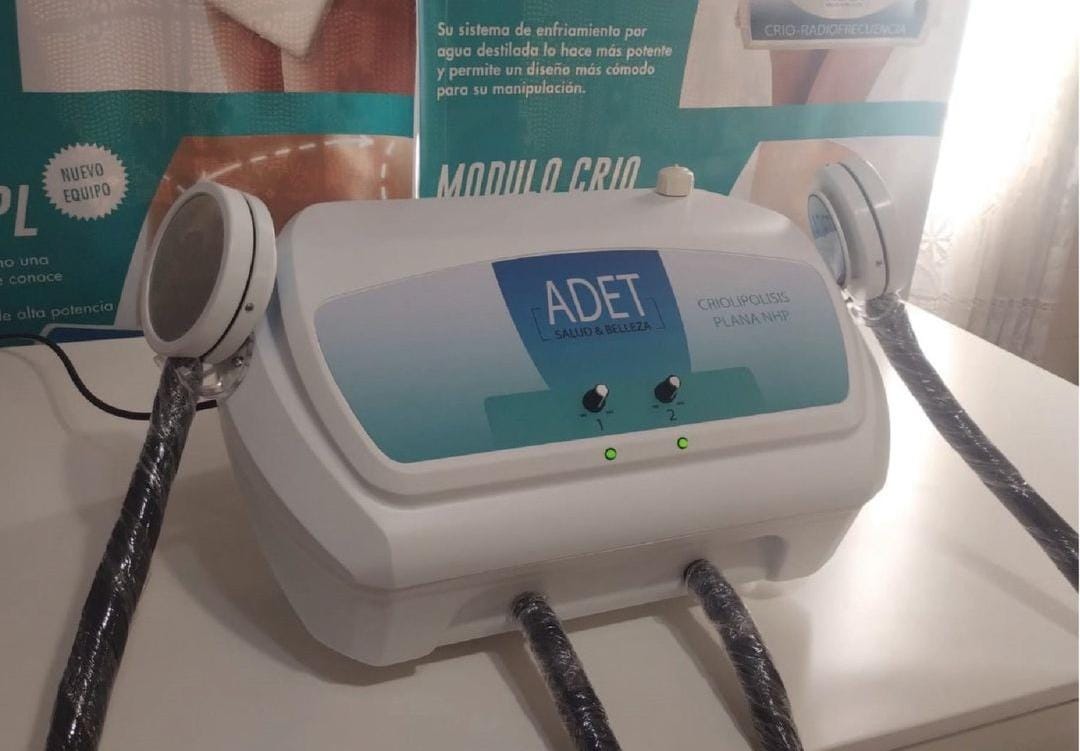 Su sistema de enfriamiento por
agua destilada lo hace más potente
y permite un diseño más cómodo
para su manipulación.
CRIO-RADIOFRECUENCIA
NUEVO
EQUIPO
PL
no una
e conoce
de alta potencia
MODULO CRIO
ADET
SALUD & BELLEZA
CRIOLIPOLISIS
PLANA NHP
1
2